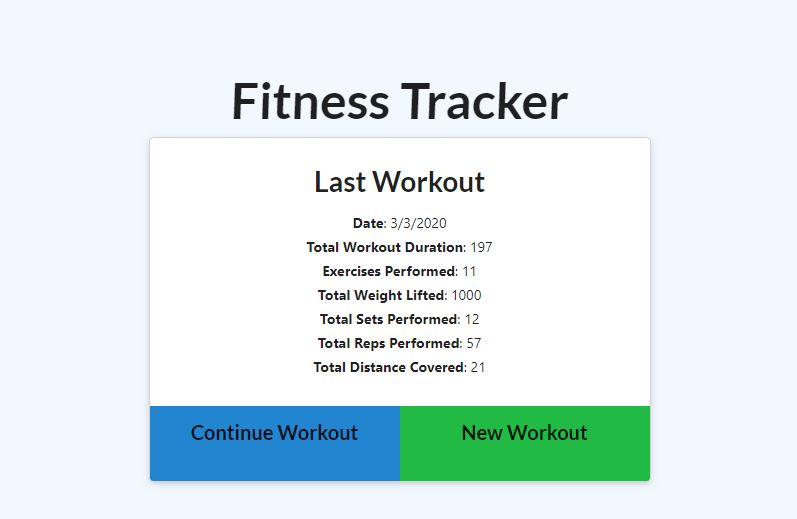 Fitness Tracker
Last Workout
Date: 3/3/2020
Total Workout Duration: 197
Exercises Performed: 11
Total Weight Lifted: 1000
Total Sets Performed: 12
Total Reps Performed: 57
Total Distance Covered: 21
Continue Workout
New Workout